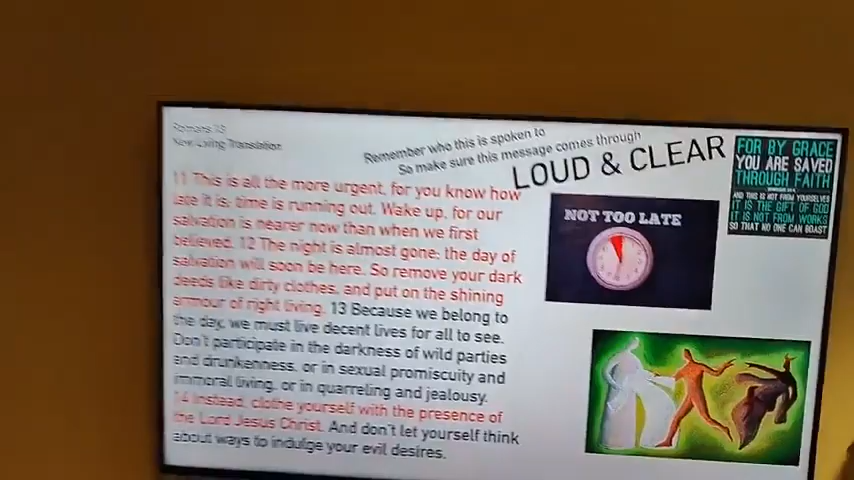 Romans 13
New Living Translation
Remember who this is spoken to
So make sure this message comes through
LOUD & CLEAR
11 This is all the more urgent, for you know how
late it is; time is running out. Wake up, for our
salvation is nearer now than when we first
believed. 12 The night is almost gone; the day of
salvation will soon be here. So remove your dark
deeds like dirty clothes, and put on the shining
armour of right living. 13 Because we belong to
the day, we must live decent lives for all to see.
Don't participate in the darkness of wild parties
and drunkenness, or in sexual promiscuity and
immoral living, or in quarreling and jealousy.
14 Instead, clothe yourself with the presence of
the Lord Jesus Christ. And don't let yourself think
about ways to indulge your evil desires.
NOT TOO LATE
FOR BY GRACE
YOU ARE SAVED
THROUGH FAITH
AND THIS IS NOT FROM YOURSELVES
IT IS THE GIFT OF GOD
IT IS NOT FROM WORKS
SO THAT NO ONE CAN BOAST